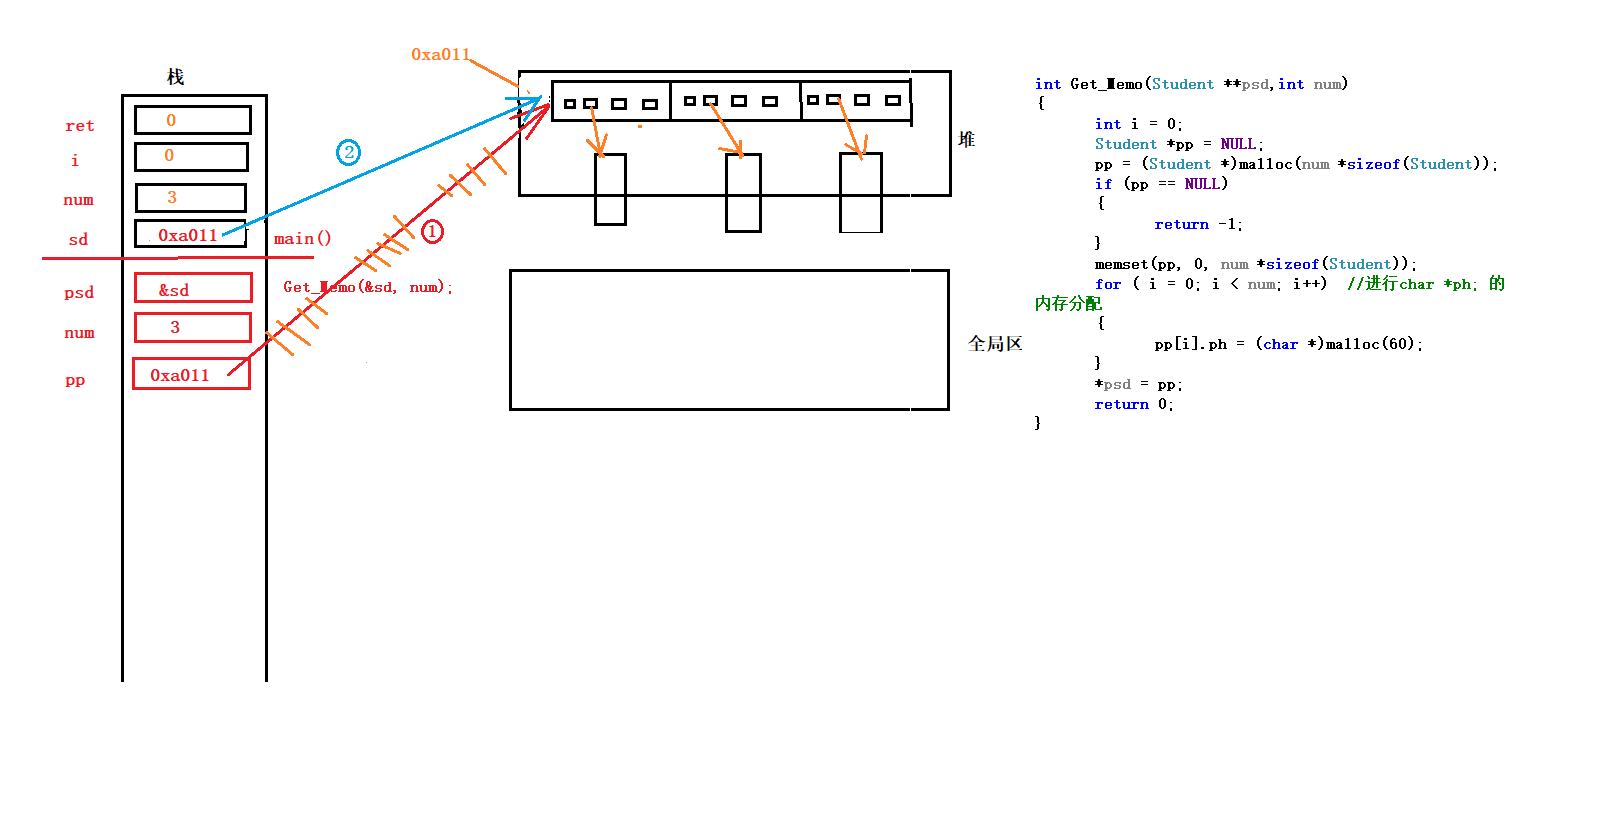 栈
ret 0
i 0
num 3
sd 0xa011
main()
psd &sd
Get_Memo(&sd, num);
num 3
pp 0xa011
②
①
0xa011
堆
全局区
int Get_Memo(Student **psd,int num)
{
int i = 0;
Student *pp = NULL;
pp = (Student *)malloc(num *sizeof(Student));
if (pp == NULL)
{
return -1;
}
memset(pp, 0, num *sizeof(Student));
for ( i = 0; i < num; i++) //进行char *ph; 的
内存分配
{
pp[i].ph = (char *)malloc(60);
}
*psd = pp;
return 0;
}